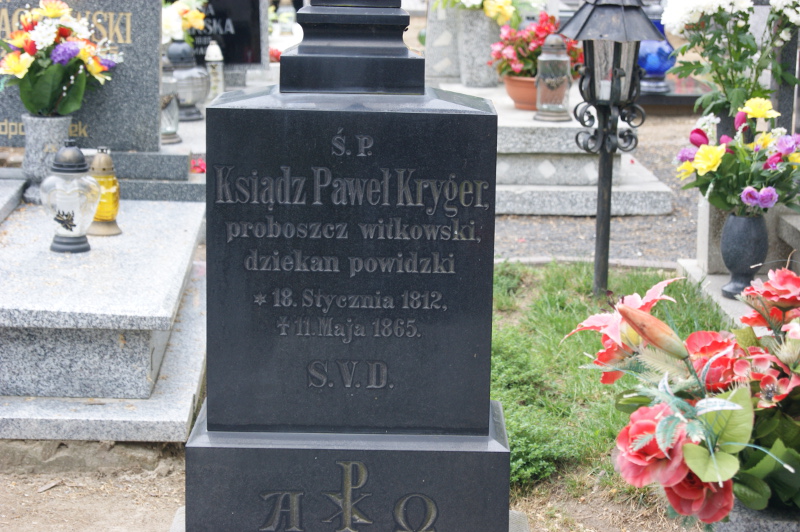 Ś.P.
Ksiądz Paweł Kryger,
proboszcz witkowski,
dziekan powidzki
* 18. Stycznia 1812,
✝ 11. Maja 1865.
S.V.D.
A ☧ Ω